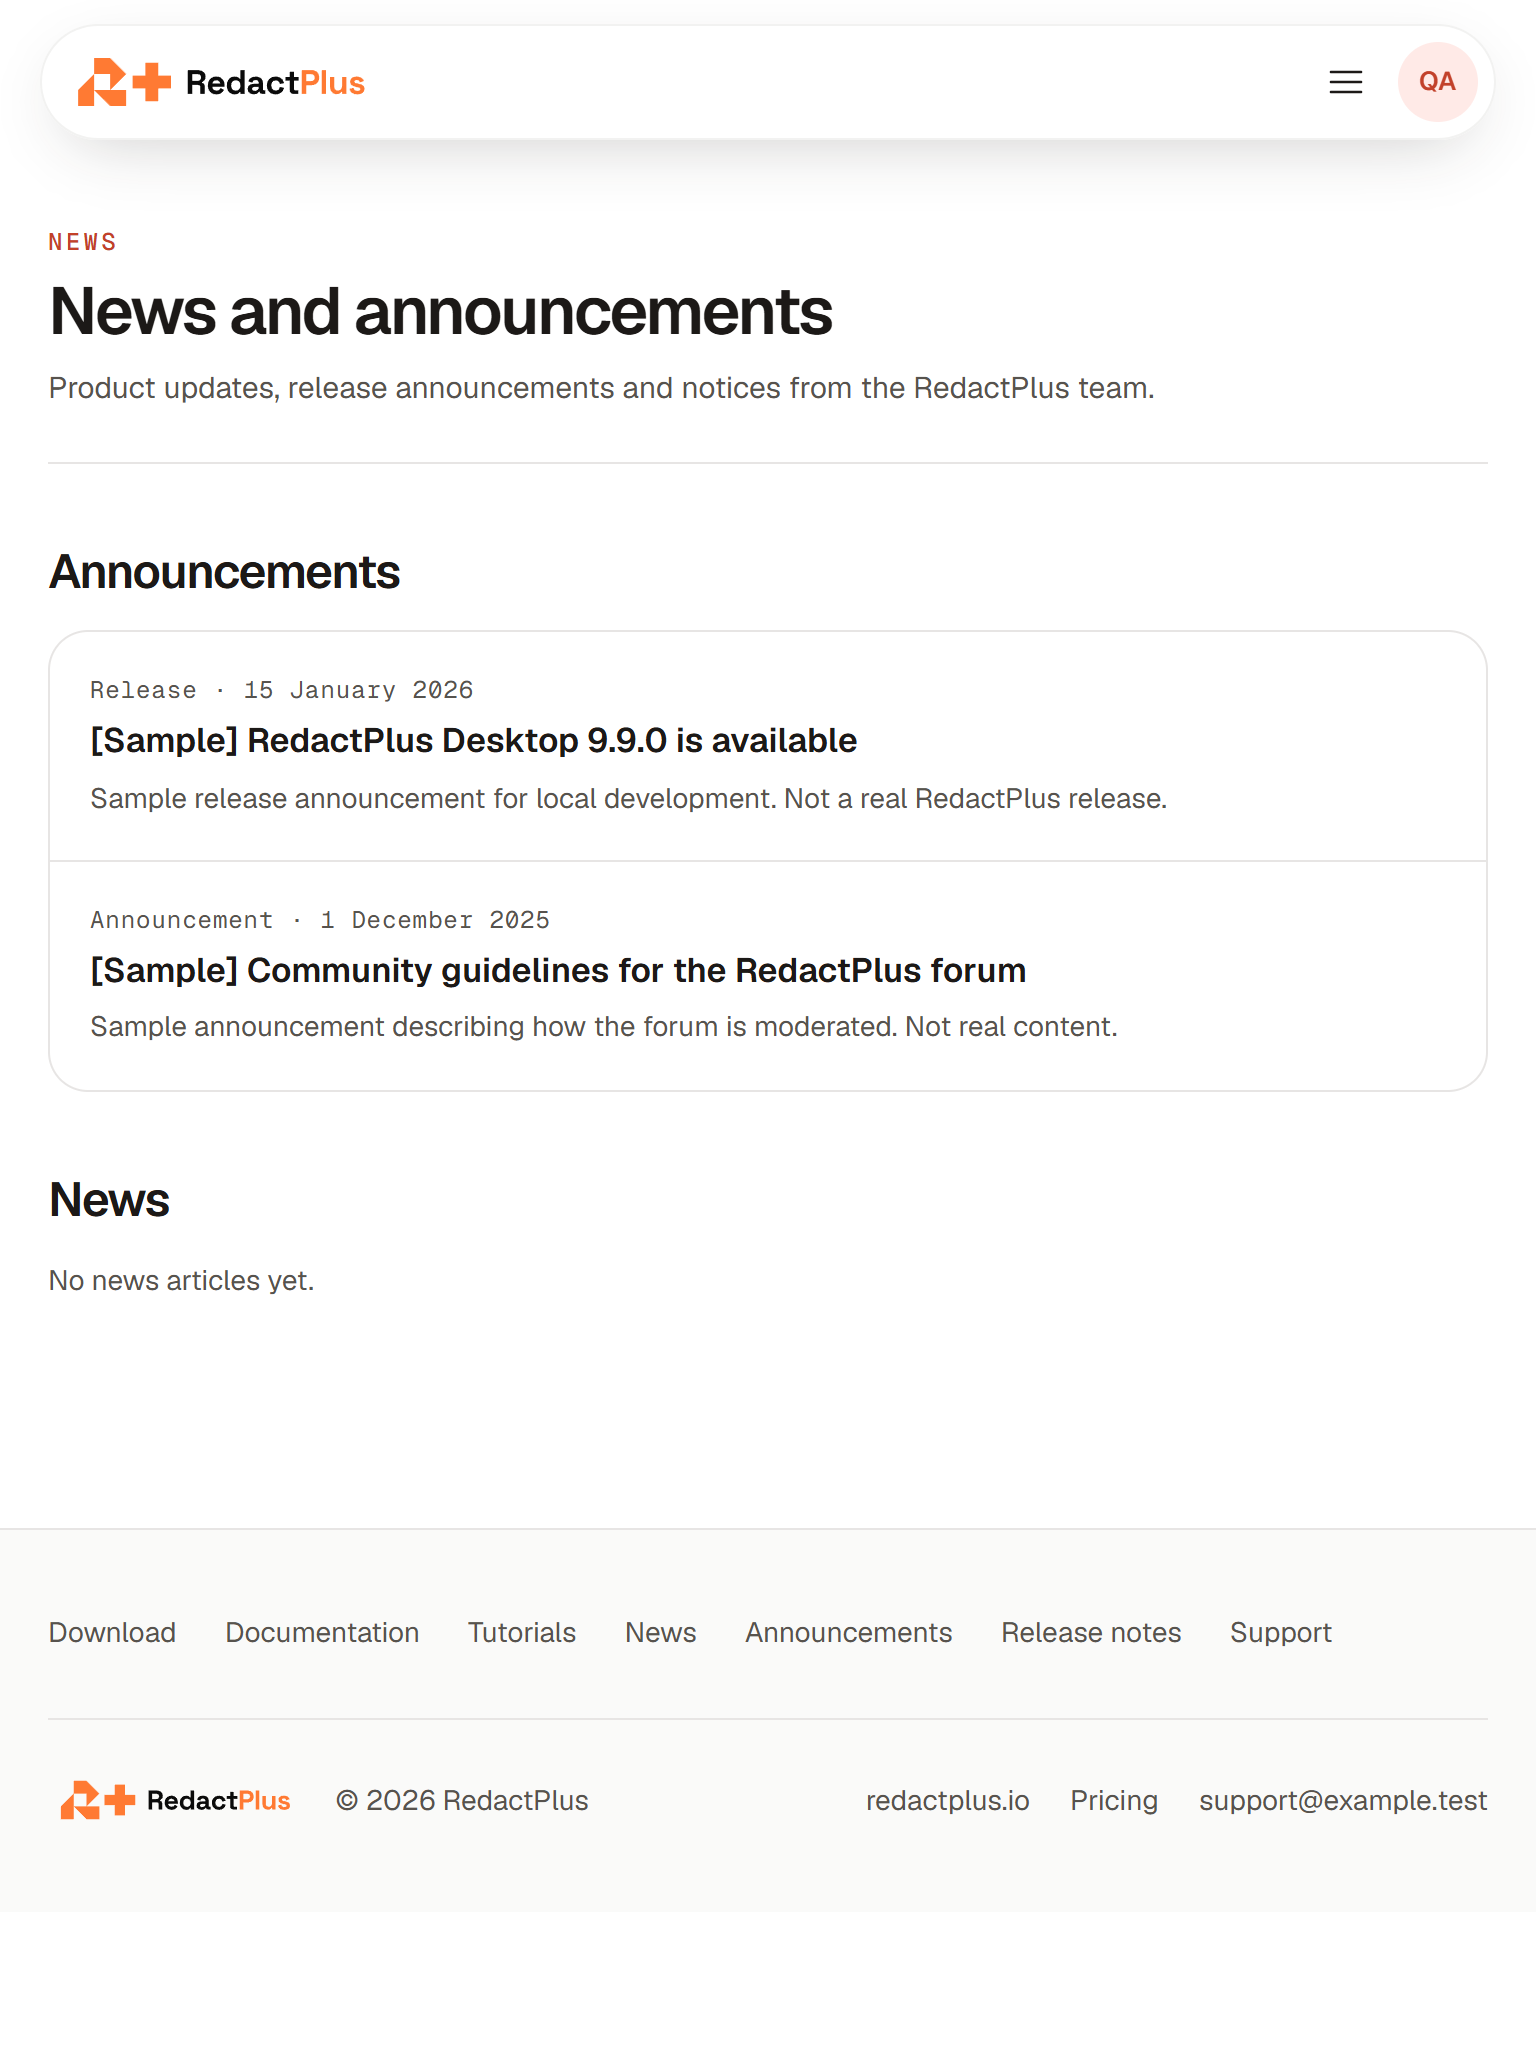 RedactPlus
QA
NEWS
News and announcements
Product updates, release announcements and notices from the RedactPlus team.
Announcements
Release · 15 January 2026
[Sample] RedactPlus Desktop 9.9.0 is available
Sample release announcement for local development. Not a real RedactPlus release.
Announcement · 1 December 2025
[Sample] Community guidelines for the RedactPlus forum
Sample announcement describing how the forum is moderated. Not real content.
News
No news articles yet.
Download Documentation Tutorials News Announcements Release notes Support
RedactPlus © 2026 RedactPlus redactplus.io Pricing support@example.test